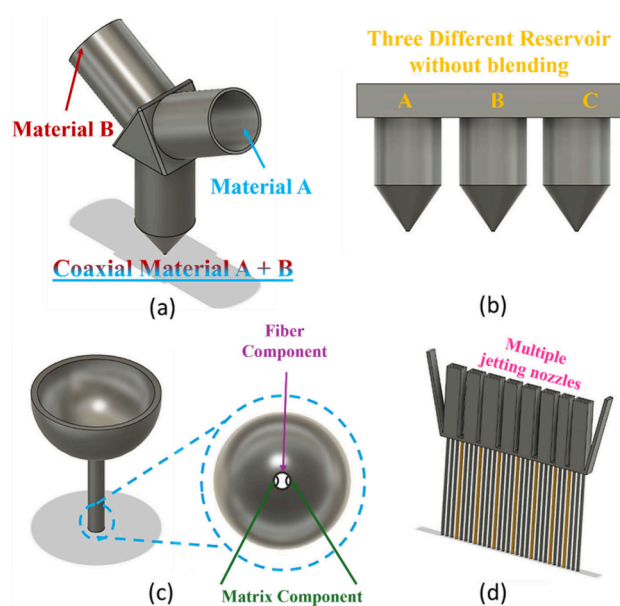 Material B
Material A
Coaxial Material A + B
(a)
Three Different Reservoir
without blending
A B C
(b)
Fiber
Component
Matrix Component
(c)
Multiple
jetting nozzles
(d)